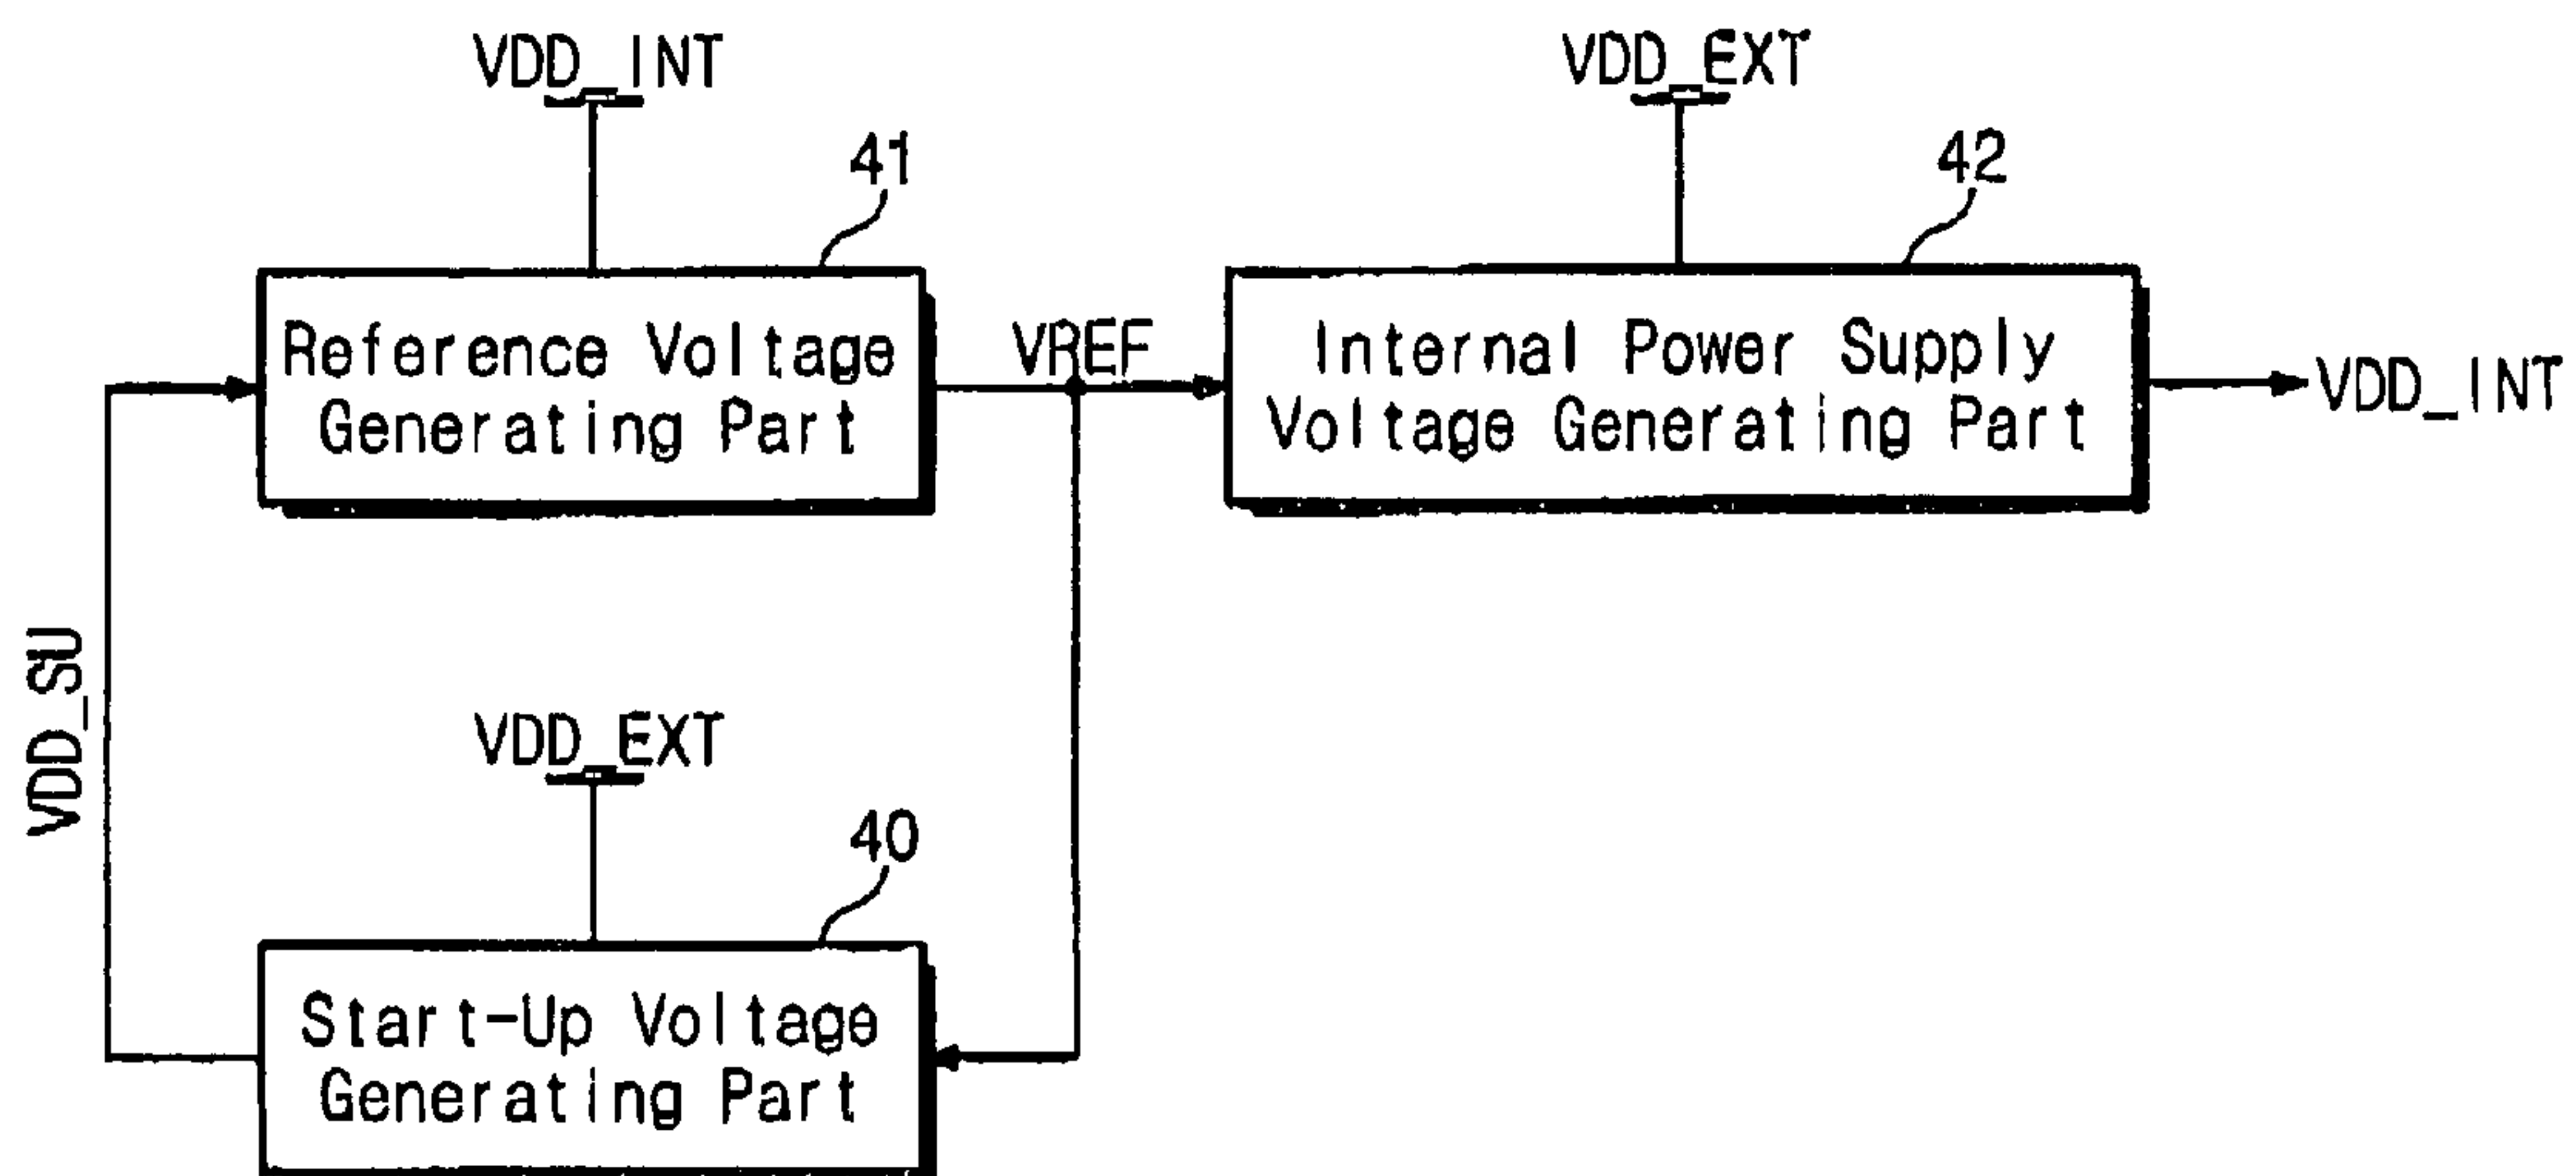 VDD_INT
VDD_EXT
41
42
Reference Voltage
Generating Part
VREF
Internal Power Supply
Voltage Generating Part
VDD_INT
VDD_SU
VDD_EXT
40
Start-Up Voltage
Generating Part